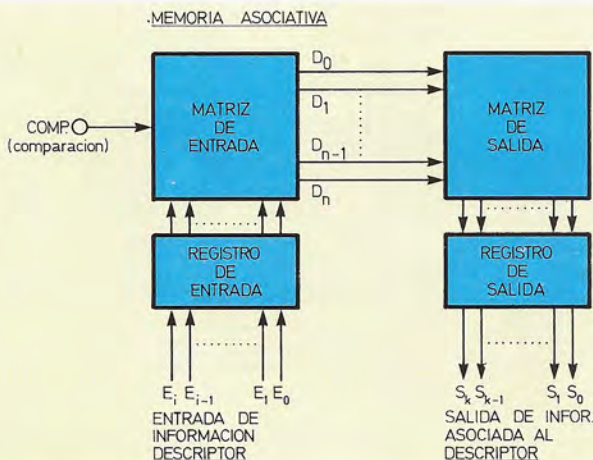 MEMORIA ASOCIATIVA
D0
COMP.
(comparacion)
MATRIZ
DE
ENTRADA
D1
Dn-1
Dn
MATRIZ
DE
SALIDA
REGISTRO
DE
ENTRADA
REGISTRO
DE
SALIDA
Ei Ei-1 E1 E0
ENTRADA DE
INFORMACION
DESCRIPTOR
Sk Sk-1 S1 S0
SALIDA DE INFOR.
ASOCIADA AL
DESCRIPTOR